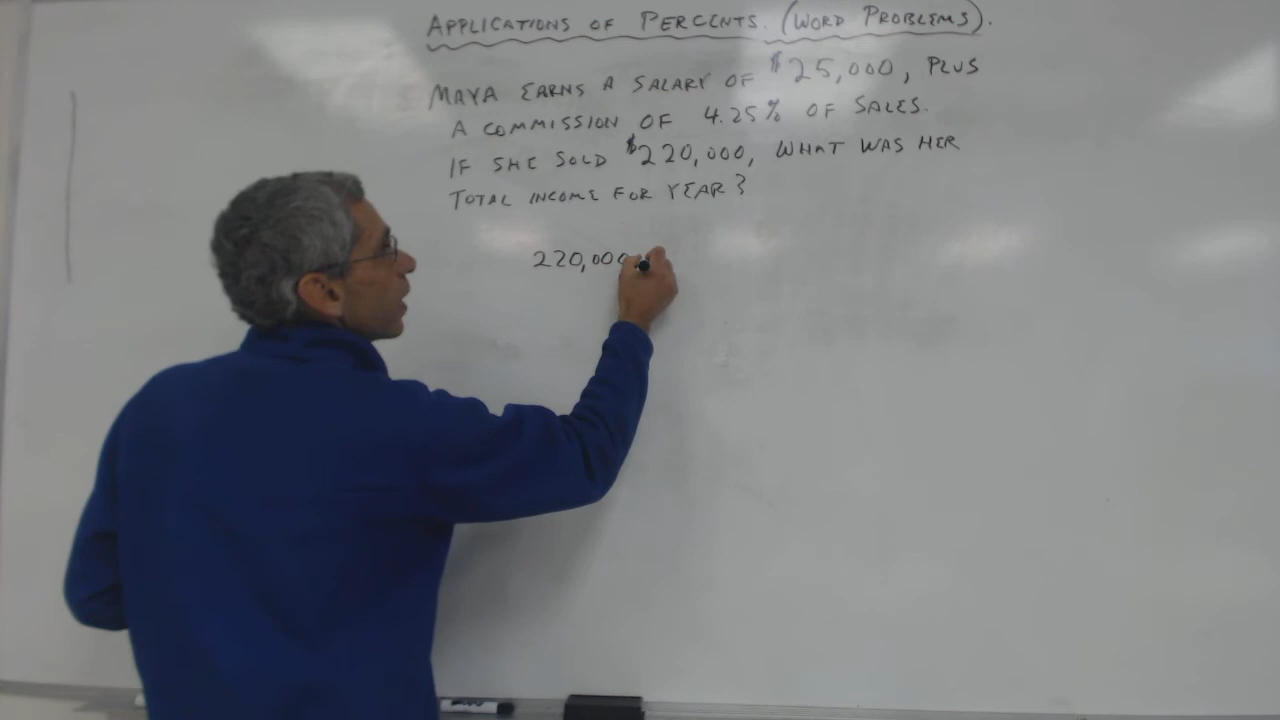 APPLICATIONS OF PERCENTS. (WORD PROBLEMS).
MAYA EARNS A SALARY OF $25,000, PLUS
A COMMISSION OF 4.25% OF SALES.
IF SHE SOLD $220,000, WHAT WAS HER
TOTAL INCOME FOR YEAR?
220,000